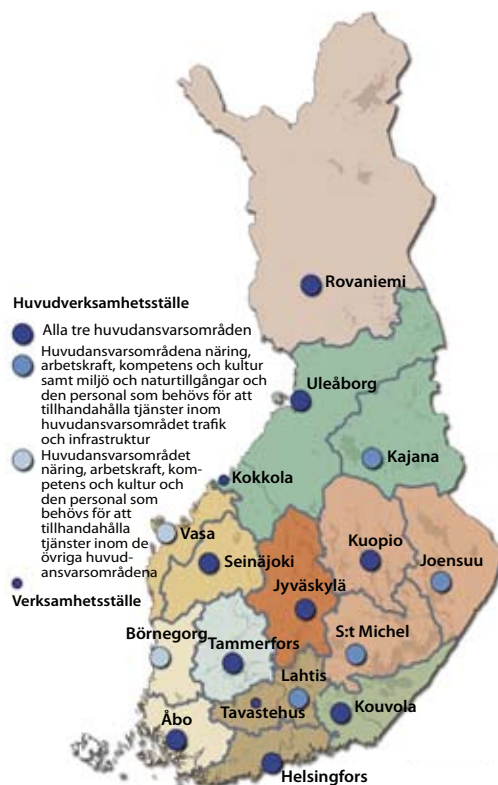 Huvudverksamhetsställe
Alla tre huvudansvarsområden
Huvudansvarsområdena näring,
arbetskraft, kompetens och kultur
samt miljö och naturtillgångar och
den personal som behövs för att
tillhandahålla tjänster inom
huvudansvarsområdet trafik
och infrastruktur
Huvudansvarsområdet
näring, arbetskraft, kom-
petens och kultur och
den personal som
behövs för att
tillhandahålla
tjänster inom de
övriga huvud-
ansvarsområdena
Verksamhetsställe
Rovaniemi
Uleåborg
Kajana
Kokkola
Vasa
Seinäjoki
Kuopio
Joensuu
Jyväskylä
Börnegorg
Tammerfors
S:t Michel
Lahtis
Tavastehus
Kouvola
Åbo
Helsingfors